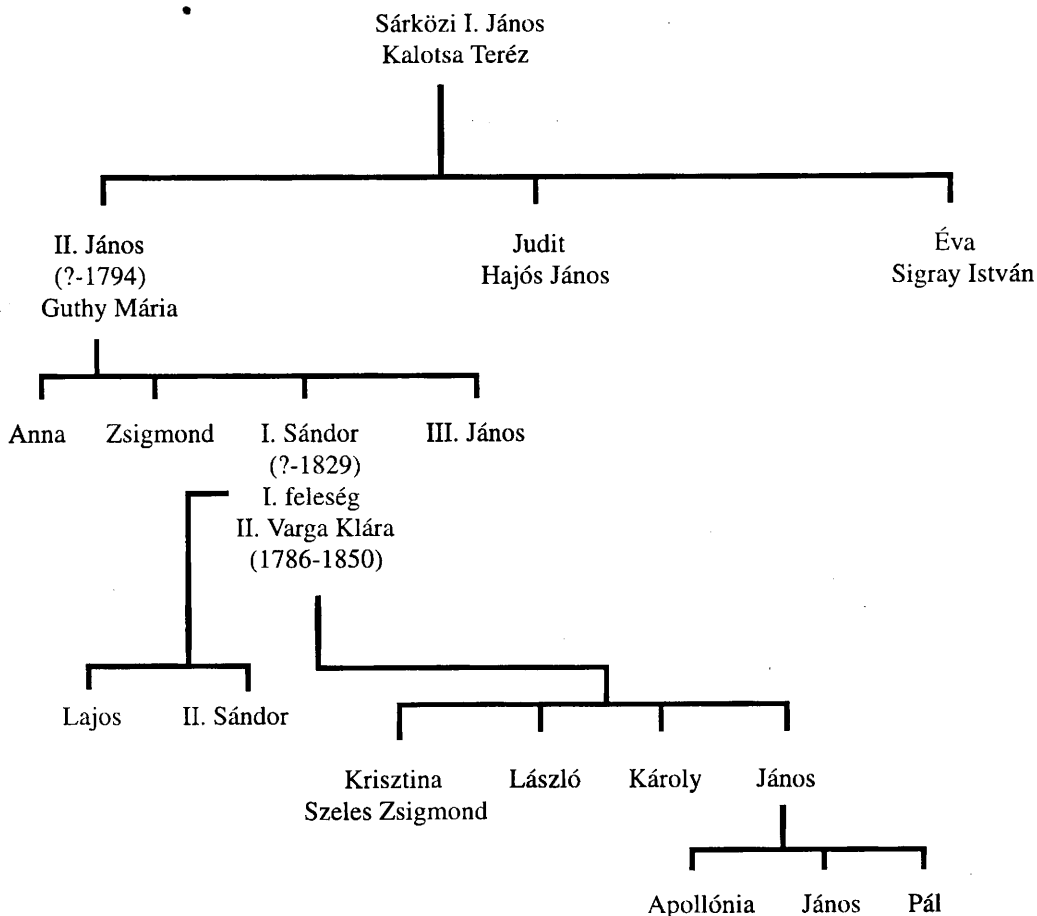 Sárközi I. János
Kalotsa Teréz
II. János
(?-1794)
Guthy Mária
Judit
Hajós János
Éva
Sigray István
Anna
Zsigmond
I. Sándor
(?-1829)
I. feleség
II. Varga Klára
(1786-1850)
III. János
Lajos
II. Sándor
Krisztina
Szeles Zsigmond
László
Károly
János
Apollónia
János
Pál